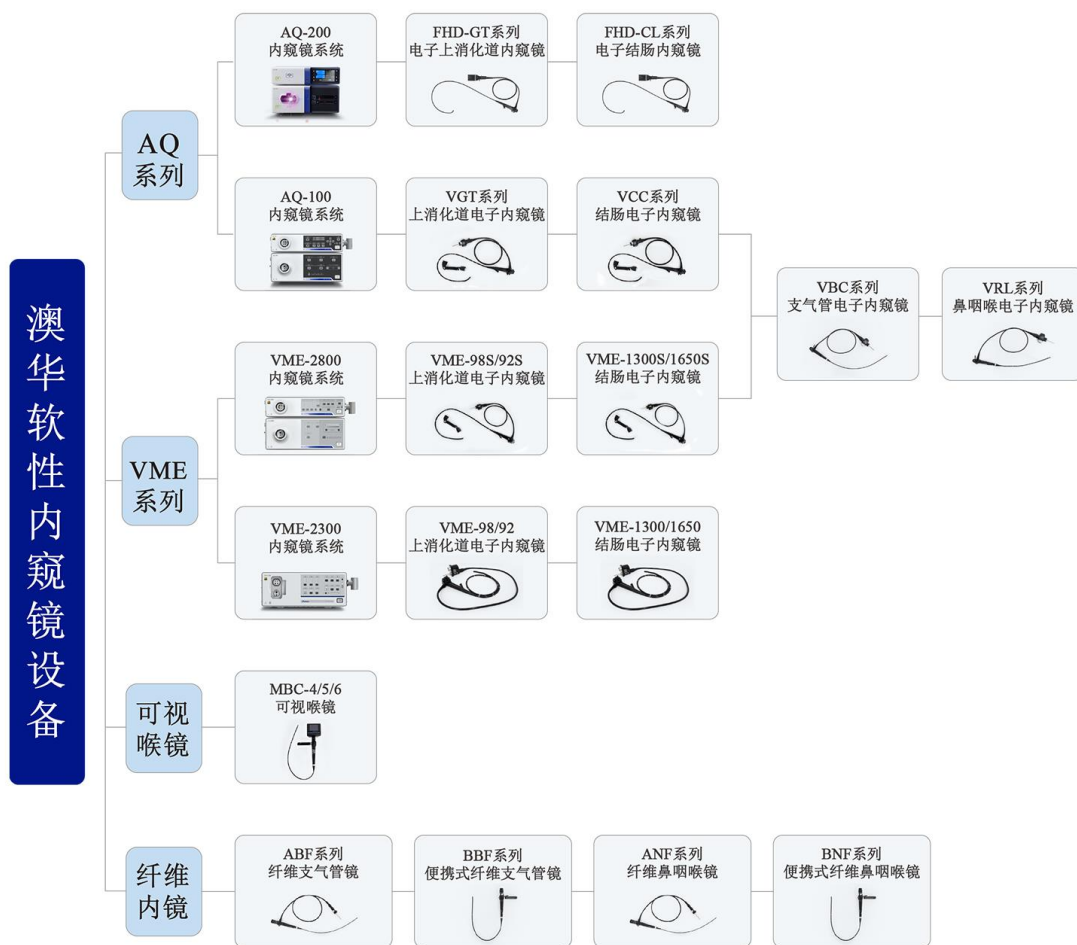 澳华软性内窥镜设备
AQ
系列
AQ-200
内窥镜系统
FHD-GT系列
电子上消化道内窥镜
FHD-CL系列
电子结肠内窥镜
AQ-100
内窥镜系统
VGT系列
上消化道电子内窥镜
VCC系列
结肠电子内窥镜
VBC系列
支气管电子内窥镜
VRL系列
鼻咽喉电子内窥镜
VME
系列
VME-2800
内窥镜系统
VME-98S/92S
上消化道电子内窥镜
VME-1300S/1650S
结肠电子内窥镜
VME-2300
内窥镜系统
VME-98/92
上消化道电子内窥镜
VME-1300/1650
结肠电子内窥镜
可视
喉镜
MBC-4/5/6
可视喉镜
纤维
内镜
ABF系列
纤维支气管镜
BBF系列
便携式纤维支气管镜
ANF系列
纤维鼻咽喉镜
BNF系列
便携式纤维鼻咽喉镜